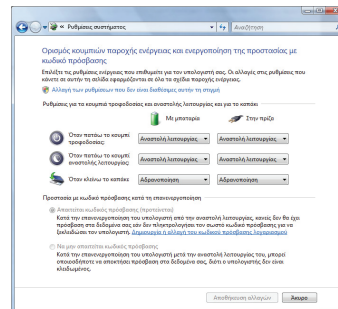 Ρυθμίσεις συστήματος
Αναζήτηση
Ορισμός κουμπιών παροχής ενέργειας και ενεργοποίηση της προστασίας με
κωδικό πρόσβασης
Επιλέξτε τις ρυθμίσεις ενέργειας που επιθυμείτε για τον υπολογιστή σας. Οι αλλαγές στις ρυθμίσεις που
κάνετε σε αυτήν τη σελίδα εφαρμόζονται σε όλα τα σχέδια παροχής ενέργειας.
Αλλαγή των ρυθμίσεων που δεν είναι διαθέσιμες αυτήν τη στιγμή
Ρυθμίσεις για τα κουμπιά τροφοδοσίας και αναστολής λειτουργίας και για το καπάκι
Με μπαταρία Στην πρίζα
Όταν πατάω το κουμπί
τροφοδοσίας: Αναστολή λειτουργίας Αναστολή λειτουργίας
Όταν πατάω το κουμπί
αναστολής λειτουργίας: Αναστολή λειτουργίας Αναστολή λειτουργίας
Όταν κλείνω το καπάκι: Αδρανοποίηση Αδρανοποίηση
Προστασία με κωδικό πρόσβασης κατά τη επανενεργοποίηση
Απαιτείται κωδικός πρόσβασης (προτείνεται)
Κατά την επανενεργοποίηση του υπολογιστή από την αναστολή λειτουργίας, κανείς δεν θα έχει
πρόσβαση στα δεδομένα σας εάν δεν πληκτρολογήσει τον σωστό κωδικό πρόσβασης για να
ξεκλειδώσει τον υπολογιστή. Δημιουργία ή αλλαγή του κωδικού πρόσβασης λογαριασμού
Να μην απαιτείται κωδικός πρόσβασης
Κατά την επανενεργοποίηση του υπολογιστή μετά την αναστολή λειτουργίας του, μπορεί
οποιοσδήποτε να αποκτήσει πρόσβαση στα δεδομένα σας, διότι ο υπολογιστής δεν είναι
κλειδωμένος.
Αποθήκευση αλλαγών Άκυρο